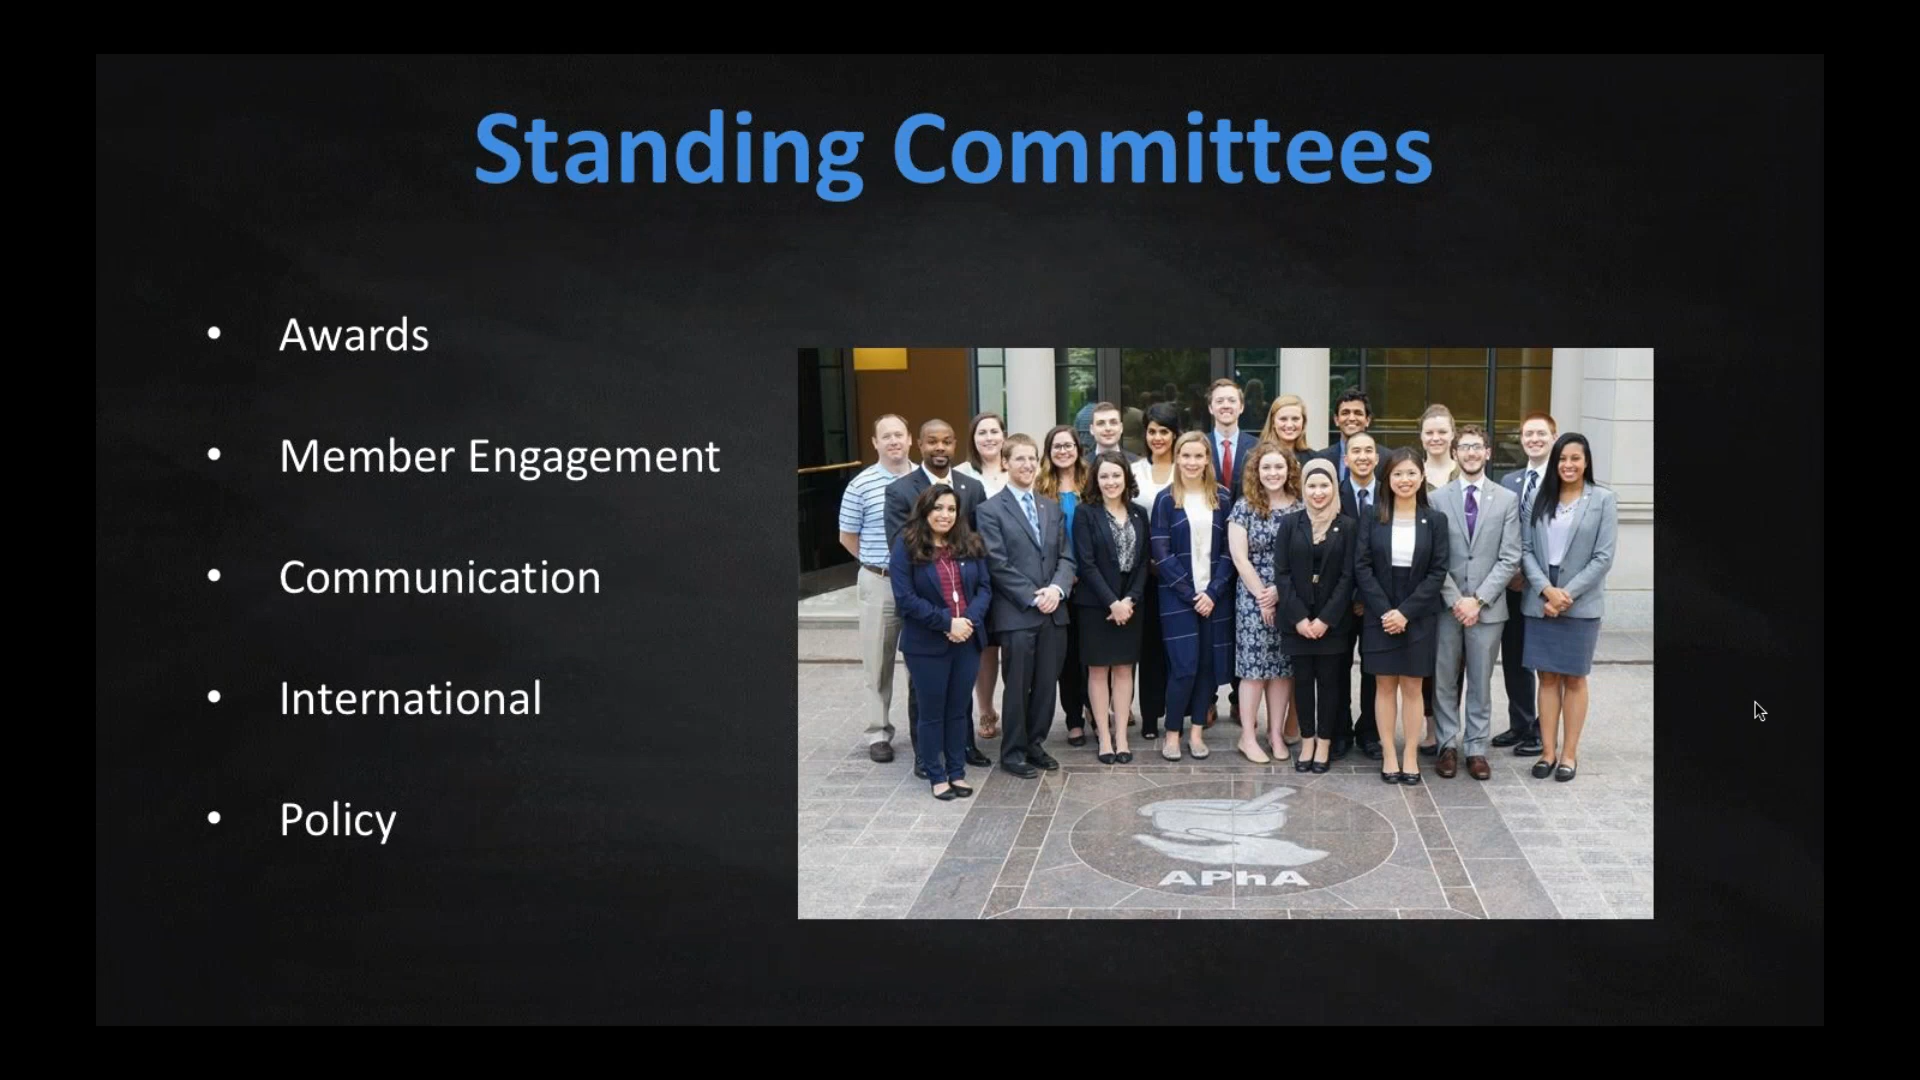 Standing Committees
• Awards
• Member Engagement
• Communication
• International
• Policy
APhA